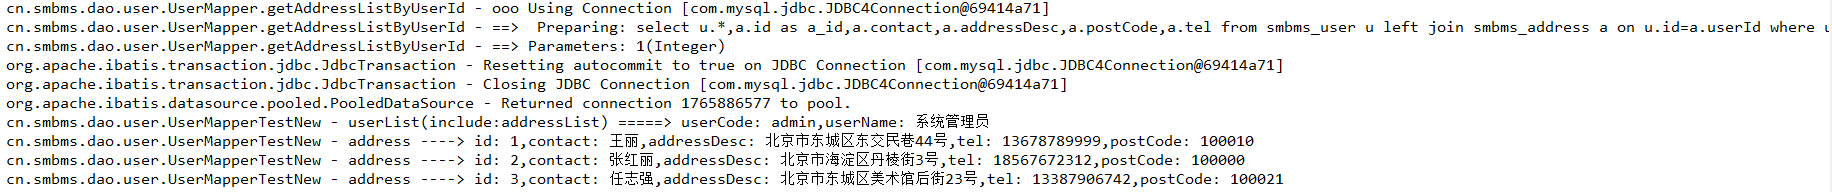 cn.smbms.dao.user.UserMapper.getAddressListByUserId - ooo Using Connection [com.mysql.jdbc.JDBC4Connection@69414a71]
cn.smbms.dao.user.UserMapper.getAddressListByUserId - ==>  Preparing: select u.*,a.id as a_id,a.contact,a.addressDesc,a.postCode,a.tel from smbms_user u left join smbms_address a on u.id=a.userId where u
cn.smbms.dao.user.UserMapper.getAddressListByUserId - ==> Parameters: 1(Integer)
org.apache.ibatis.transaction.jdbc.JdbcTransaction - Resetting autocommit to true on JDBC Connection [com.mysql.jdbc.JDBC4Connection@69414a71]
org.apache.ibatis.transaction.jdbc.JdbcTransaction - Closing JDBC Connection [com.mysql.jdbc.JDBC4Connection@69414a71]
org.apache.ibatis.datasource.pooled.PooledDataSource - Returned connection 1765886577 to pool.
cn.smbms.dao.user.UserMapperTestNew - userList(include:addressList) =====> userCode: admin,userName: 系统管理员
cn.smbms.dao.user.UserMapperTestNew - address ----> id: 1,contact: 王丽,addressDesc: 北京市东城区东交民巷44号,tel: 13678789999,postCode: 100010
cn.smbms.dao.user.UserMapperTestNew - address ----> id: 2,contact: 张红丽,addressDesc: 北京市海淀区丹棱街3号,tel: 18567672312,postCode: 100000
cn.smbms.dao.user.UserMapperTestNew - address ----> id: 3,contact: 任志强,addressDesc: 北京市东城区美术馆后街23号,tel: 13387906742,postCode: 100021